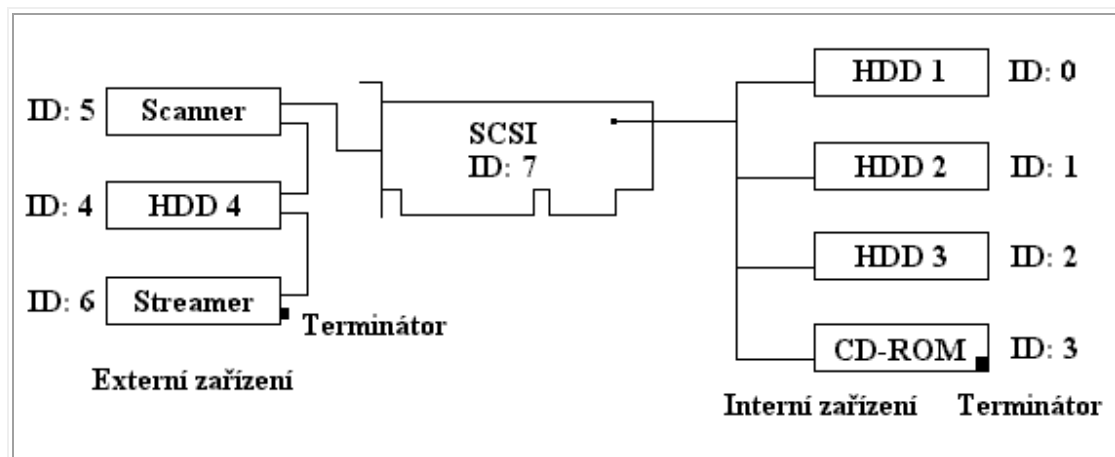 ID: 5 Scanner
ID: 4 HDD 4
ID: 6 Streamer
Terminátor
Externí zařízení
SCSI
ID: 7
HDD 1 ID: 0
HDD 2 ID: 1
HDD 3 ID: 2
CD-ROM ID: 3
Interní zařízení Terminátor